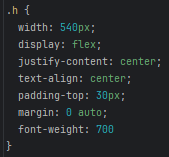 .h {
width: 540px;
display: flex;
justify-content: center;
text-align: center;
padding-top: 30px;
margin: 0 auto;
font-weight: 700
}